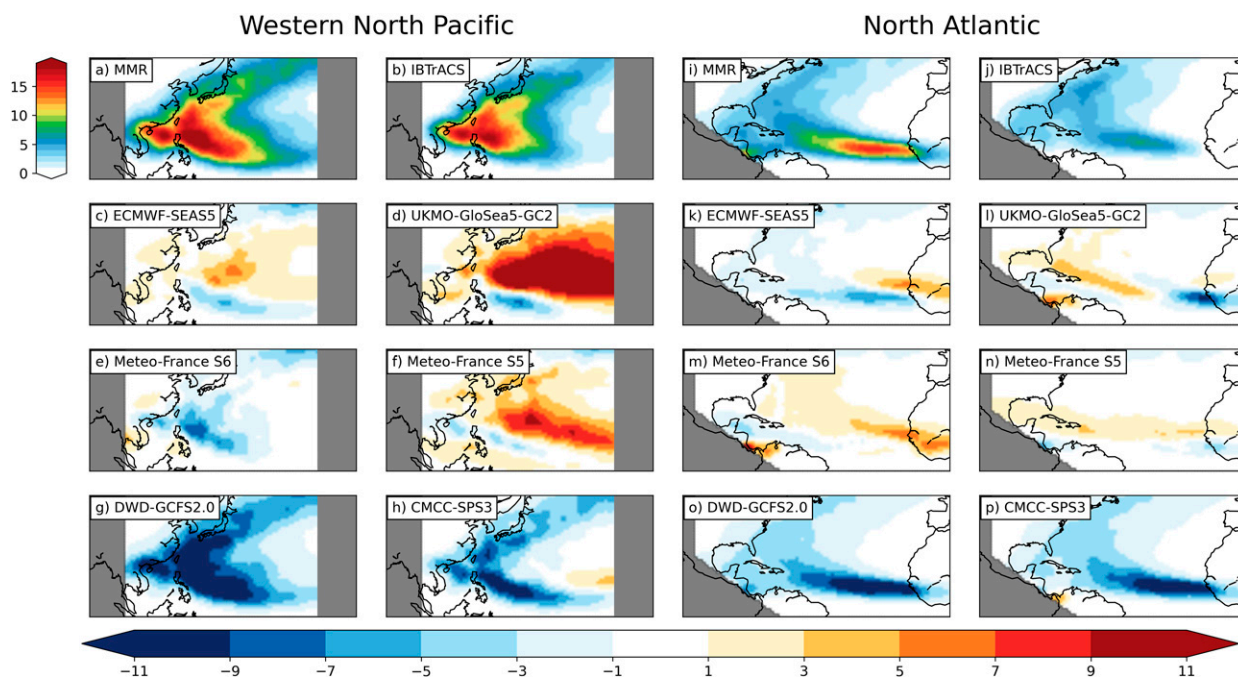 Western North Pacific
North Atlantic
15
10
5
0
a) MMR
b) IBTrACS
i) MMR
j) IBTrACS
c) ECMWF-SEAS5
d) UKMO-GloSea5-GC2
k) ECMWF-SEAS5
l) UKMO-GloSea5-GC2
e) Meteo-France S6
f) Meteo-France S5
m) Meteo-France S6
n) Meteo-France S5
g) DWD-GCFS2.0
h) CMCC-SPS3
o) DWD-GCFS2.0
p) CMCC-SPS3
−11 −9 −7 −5 −3 −1 1 3 5 7 9 11